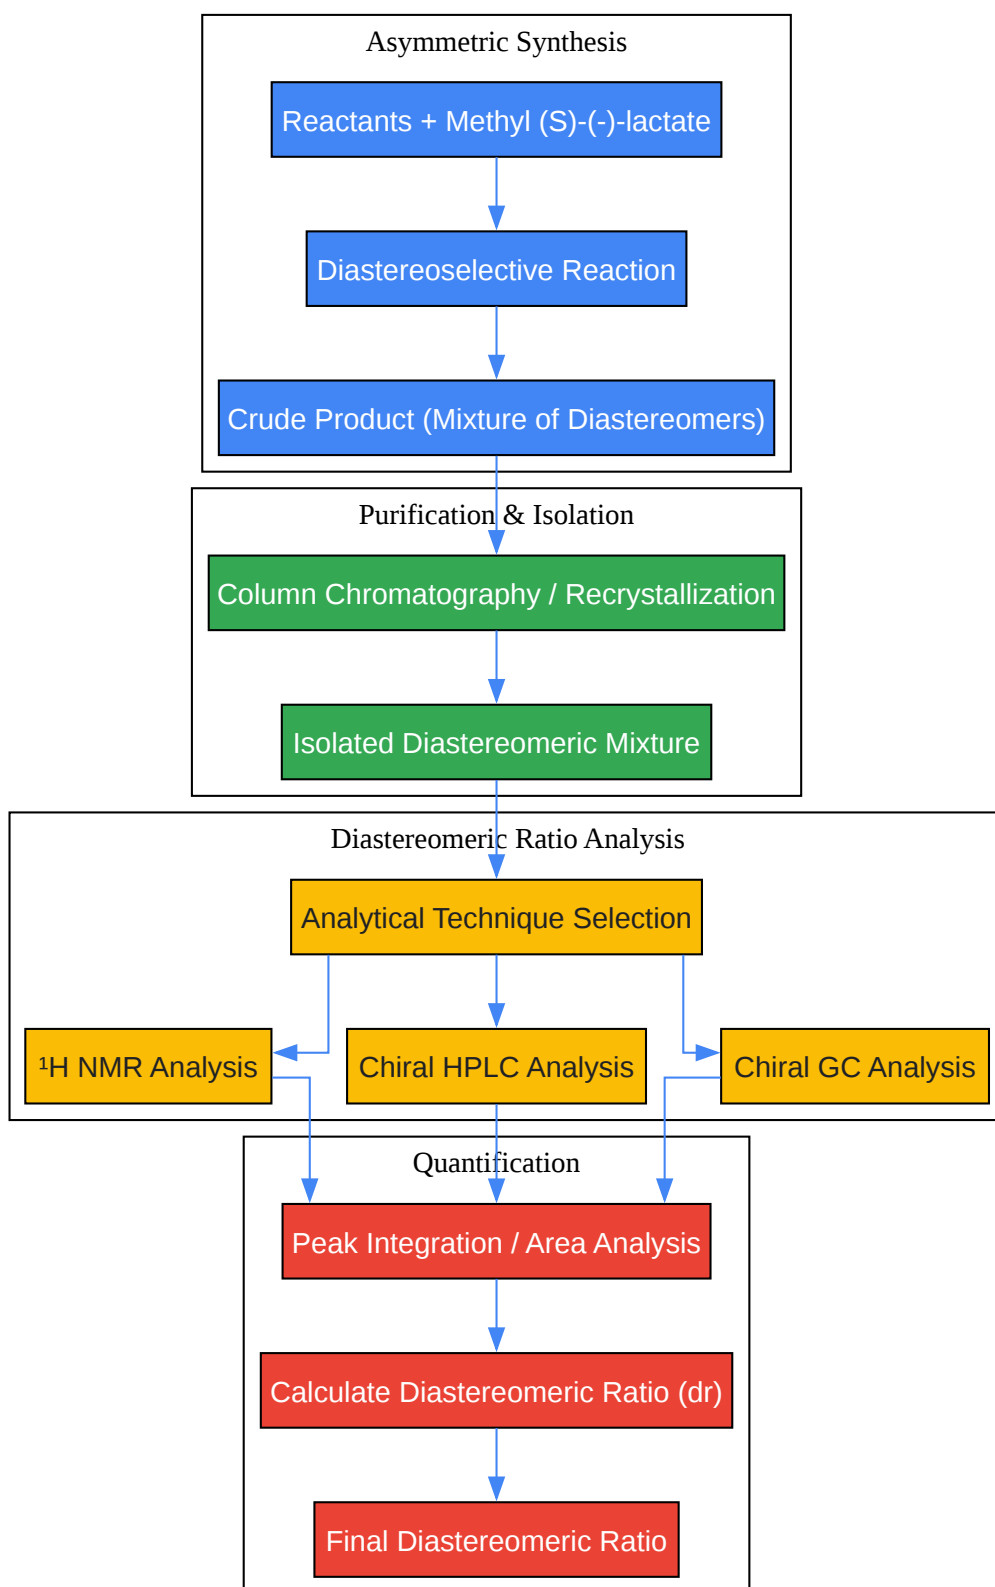 Asymmetric Synthesis
Reactants + Methyl (S)-(-)-lactate
Diastereoselective Reaction
Crude Product (Mixture of Diastereomers)
Purification & Isolation
Column Chromatography / Recrystallization
Isolated Diastereomeric Mixture
Diastereomeric Ratio Analysis
Analytical Technique Selection
¹H NMR Analysis
Chiral HPLC Analysis
Chiral GC Analysis
Quantification
Peak Integration / Area Analysis
Calculate Diastereomeric Ratio (dr)
Final Diastereomeric Ratio